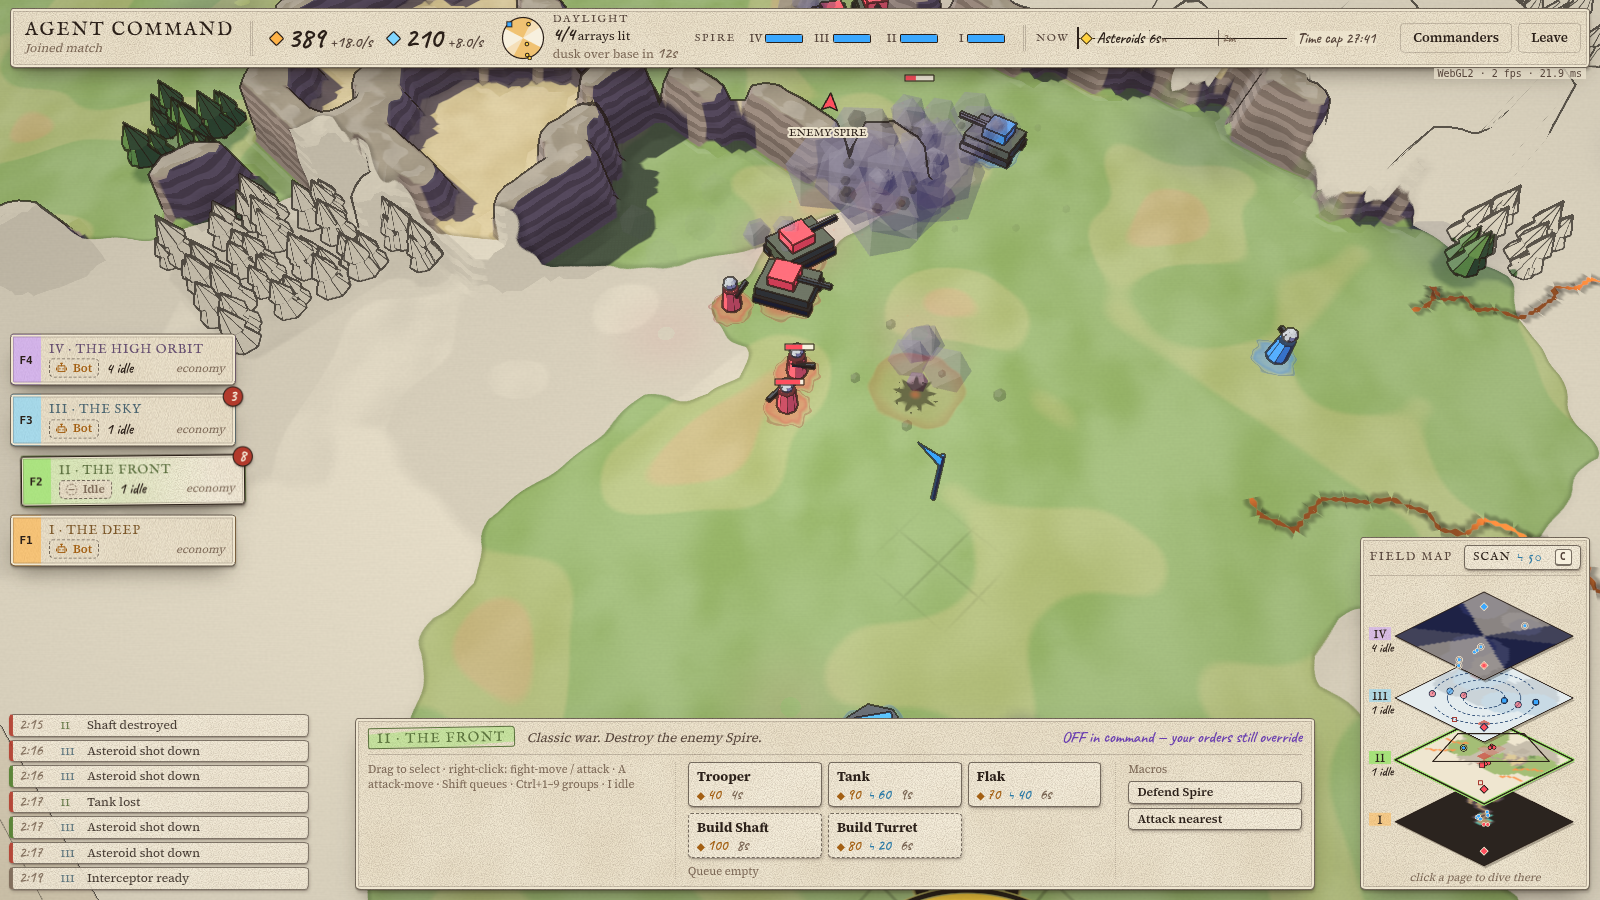 AGENT COMMAND
Joined match
389 +18.0/s
210 +8.0/s
DAYLIGHT
4/4 arrays lit
dusk over base in 12s
SPIRE IV III II I
NOW Asteroids 6s 2m Time cap 27:41
Commanders
Leave
WebGL2 · 2 fps · 21.9 ms
ENEMY SPIRE
F4 IV · THE HIGH ORBIT
Bot 4 idle economy
3
F3 III · THE SKY
Bot 1 idle economy
8
F2 II · THE FRONT
Idle 1 idle economy
F1 I · THE DEEP
Bot economy
2:15 II Shaft destroyed
2:16 III Asteroid shot down
2:16 III Asteroid shot down
2:17 II Tank lost
2:17 III Asteroid shot down
2:17 III Asteroid shot down
2:19 III Interceptor ready
II · THE FRONT Classic war. Destroy the enemy Spire. OFF in command — your orders still override
Drag to select · right-click: fight-move / attack · A
attack-move · Shift queues · Ctrl+1–9 groups · I idle
Trooper
40 4s
Tank
90 60 9s
Flak
70 40 6s
Build Shaft
100 8s
Build Turret
80 20 6s
Queue empty
Macros
Defend Spire
Attack nearest
FIELD MAP SCAN 50 C
IV
4 idle
III
1 idle
II
1 idle
I
click a page to dive there